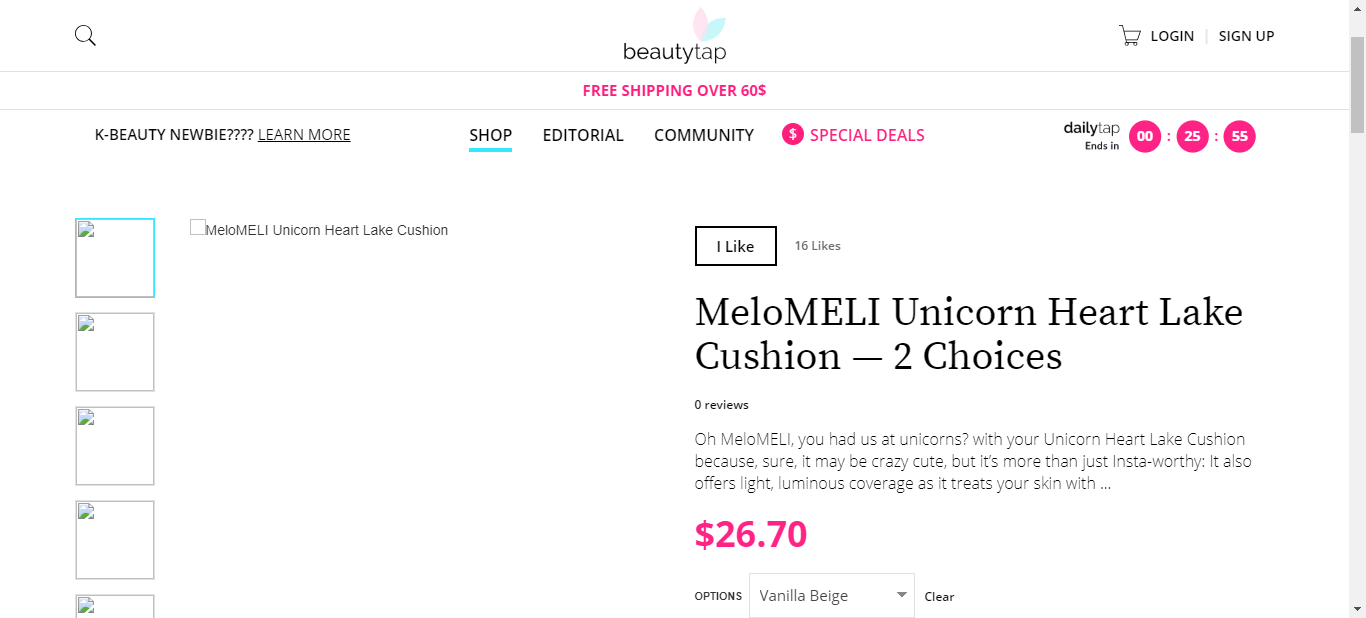 beautytap
LOGIN
SIGN UP
FREE SHIPPING OVER 60$
K-BEAUTY NEWBIE???? LEARN MORE
SHOP
EDITORIAL
COMMUNITY
$ SPECIAL DEALS
dailytap
Ends in
00 : 25 : 55
MeloMELI Unicorn Heart Lake Cushion
I Like
16 Likes
MeloMELI Unicorn Heart Lake
Cushion — 2 Choices
0 reviews
Oh MeloMELI, you had us at unicorns? with your Unicorn Heart Lake Cushion
because, sure, it may be crazy cute, but it’s more than just Insta-worthy: It also
offers light, luminous coverage as it treats your skin with ...
$26.70
OPTIONS
Vanilla Beige
Clear